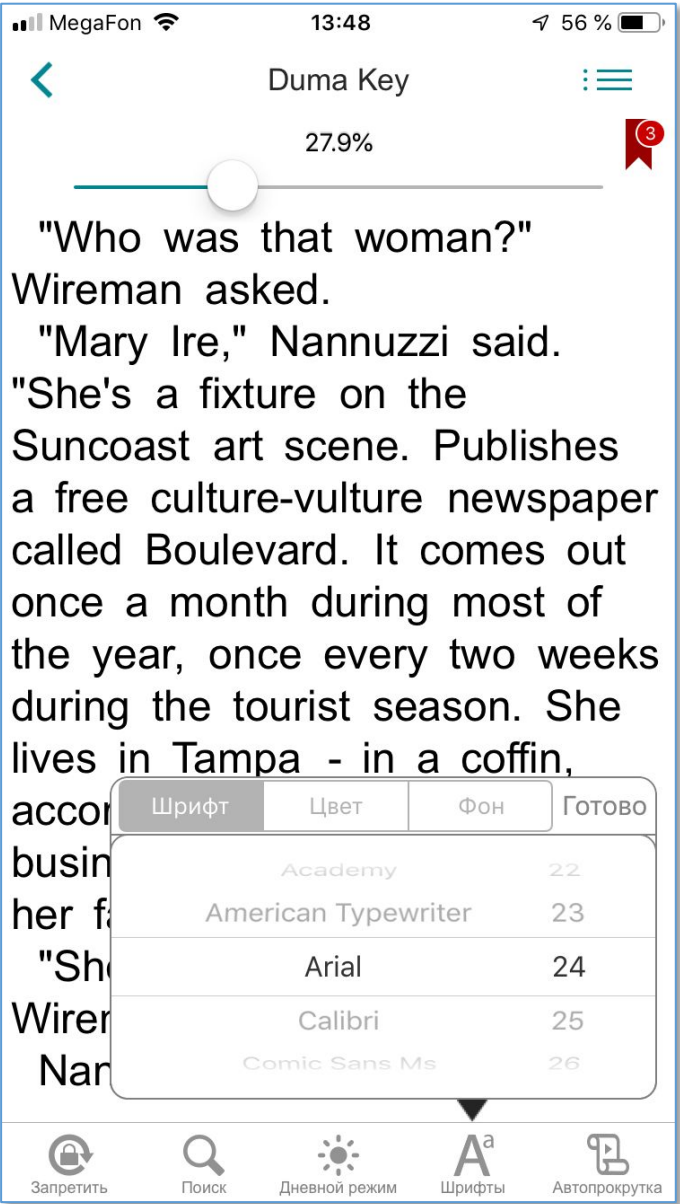 MegaFon 13:48 56 %
Duma Key
27.9% 3
"Who was that woman?"
Wireman asked.
"Mary Ire," Nannuzzi said.
"She's a fixture on the
Suncoast art scene. Publishes
a free culture-vulture newspaper
called Boulevard. It comes out
once a month during most of
the year, once every two weeks
during the tourist season. She
lives in Tampa - in a coffin,
Шрифт Цвет Фон Готово
Academy 22
her
American Typewriter 23
Arial 24
Calibri 25
Comic Sans Ms 26
Запретить Поиск Дневной режим Aa Шрифты Автопрокрутка